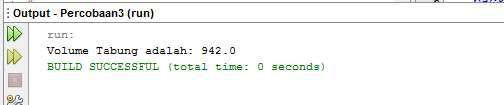 Output - Percobaan3 (run)
run:
Volume Tabung adalah: 942.0
BUILD SUCCESSFUL (total time: 0 seconds)